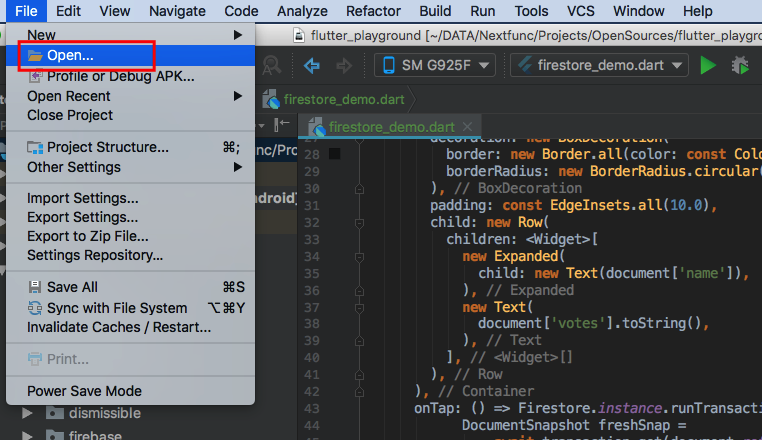 File Edit View Navigate Code Analyze Refactor Build Run Tools VCS Window Help
New
flutter_playground [~/DATA/Nextfunc/Projects/OpenSources/flutter_playgro
Open...
Profile or Debug APK...
SM G925F
firestore_demo.dart
Open Recent
firestore_demo.dart
Close Project
firestore_demo.dart
Project Structure... ⌘;
Other Settings
Import Settings...
Export Settings...
Export to Zip File...
Settings Repository...
Save All ⌘S
Sync with File System ⌥⌘Y
Invalidate Caches / Restart...
Print...
Power Save Mode
dismissible
firebase
27 decoration: new BoxDecoration(
28 border: new Border.all(color: const Colo
29 borderRadius: new BorderRadius.circular(
30 ), // BoxDecoration
31 padding: const EdgeInsets.all(10.0),
32 child: new Row(
33 children: <Widget>[
34 new Expanded(
35 child: new Text(document['name']),
36 ), // Expanded
37 new Text(
38 document['votes'].toString(),
39 ), // Text
40 ], // <Widget>[]
41 ), // Row
42 ), // Container
43 onTap: () => Firestore.instance.runTransacti
44 DocumentSnapshot freshSnap =